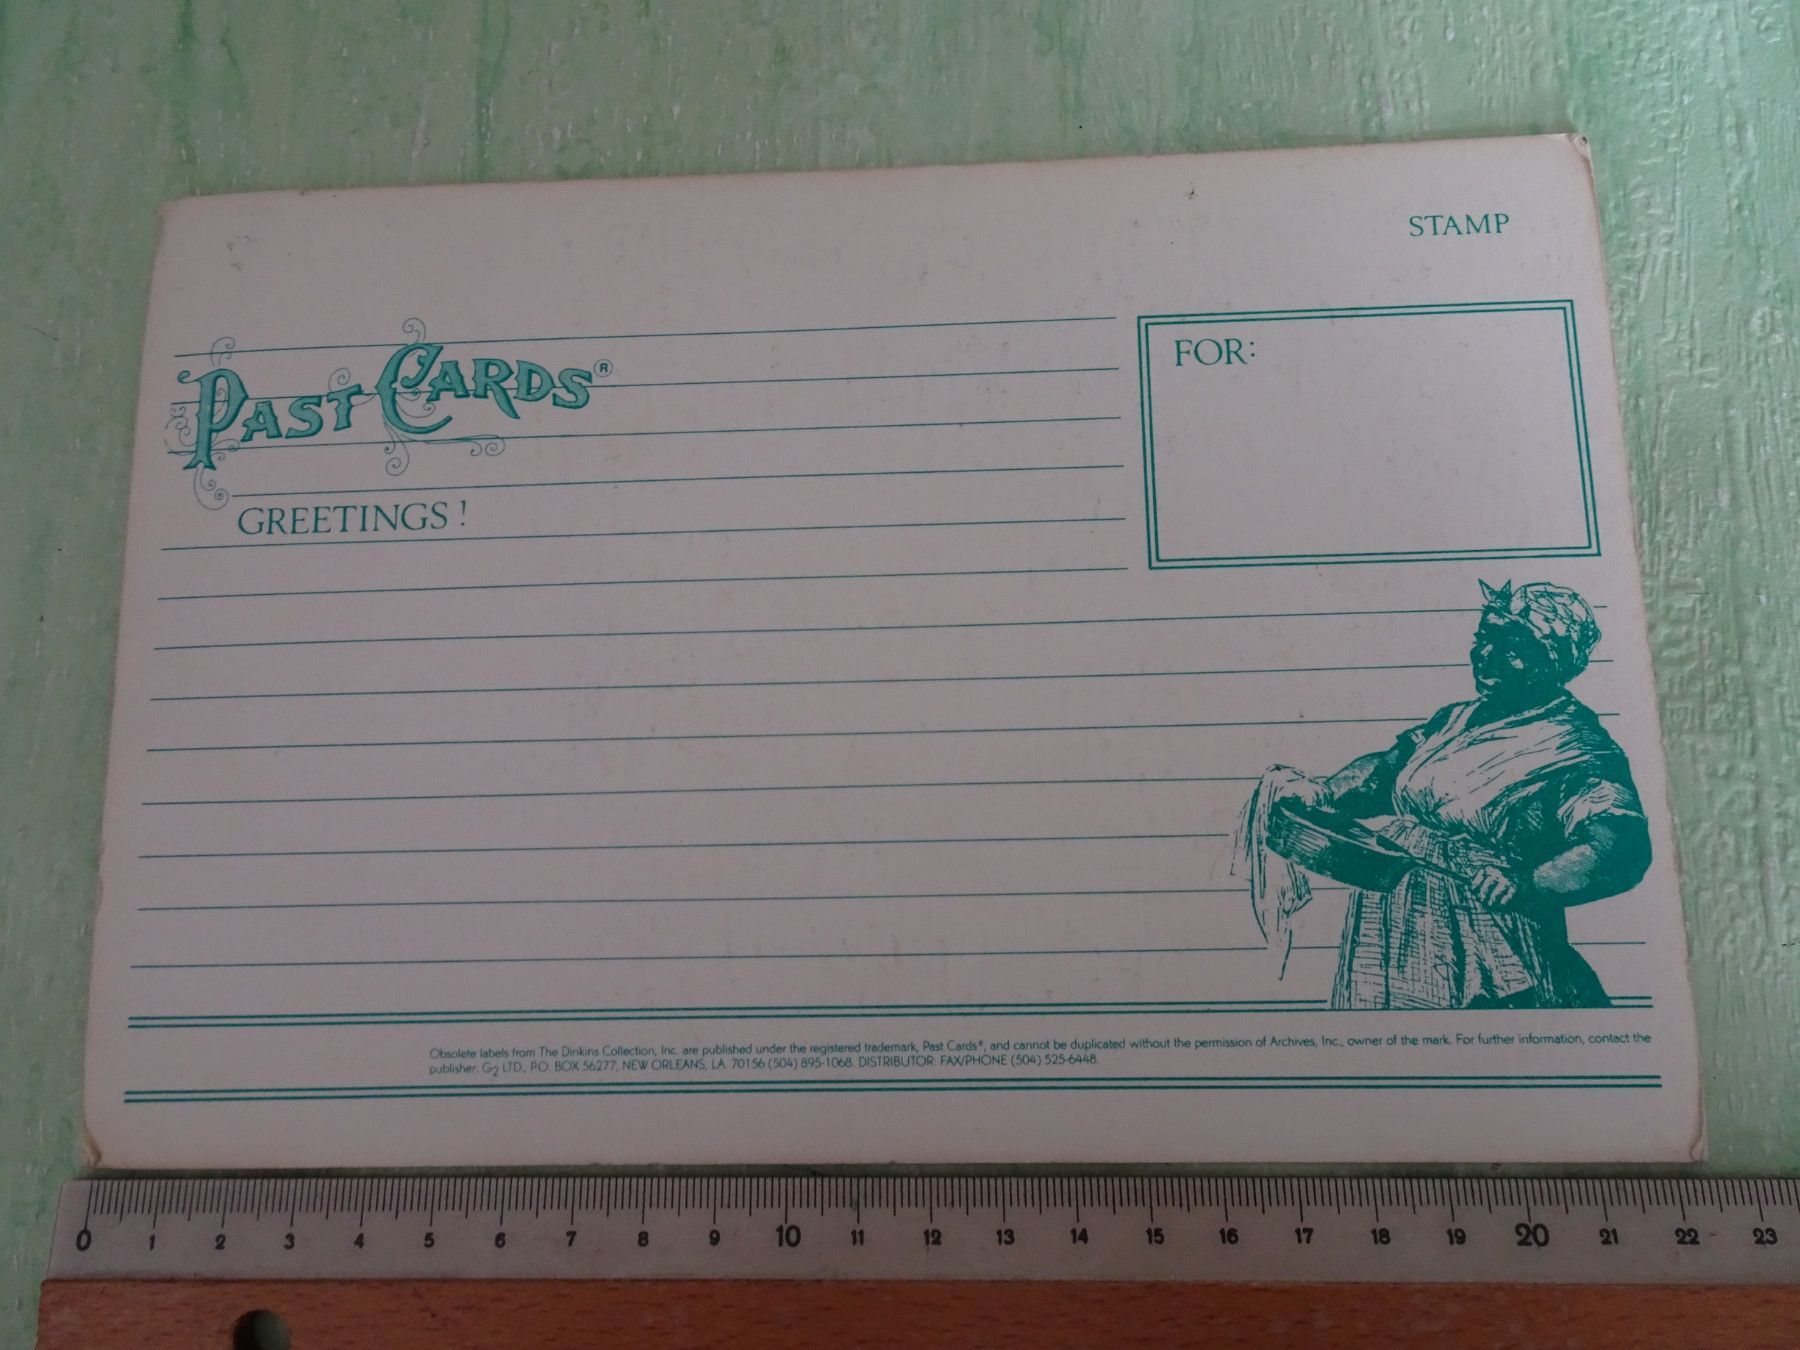 STAMP
PAST CARDS®
FOR:
GREETINGS!
Obsolete labels from The Dinkins Collection, Inc. are published under the registered trademark, Past Cards®, and cannot be duplicated without the permission of Archives, Inc., owner of the mark. For further information, contact the
publisher: G2 LTD., P.O. BOX 56277, NEW ORLEANS, LA. 70156 (504) 895-1068. DISTRIBUTOR: FAX/PHONE (504) 525-6448.
0 1 2 3 4 5 6 7 8 9 10 11 12 13 14 15 16 17 18 19 20 21 22 23